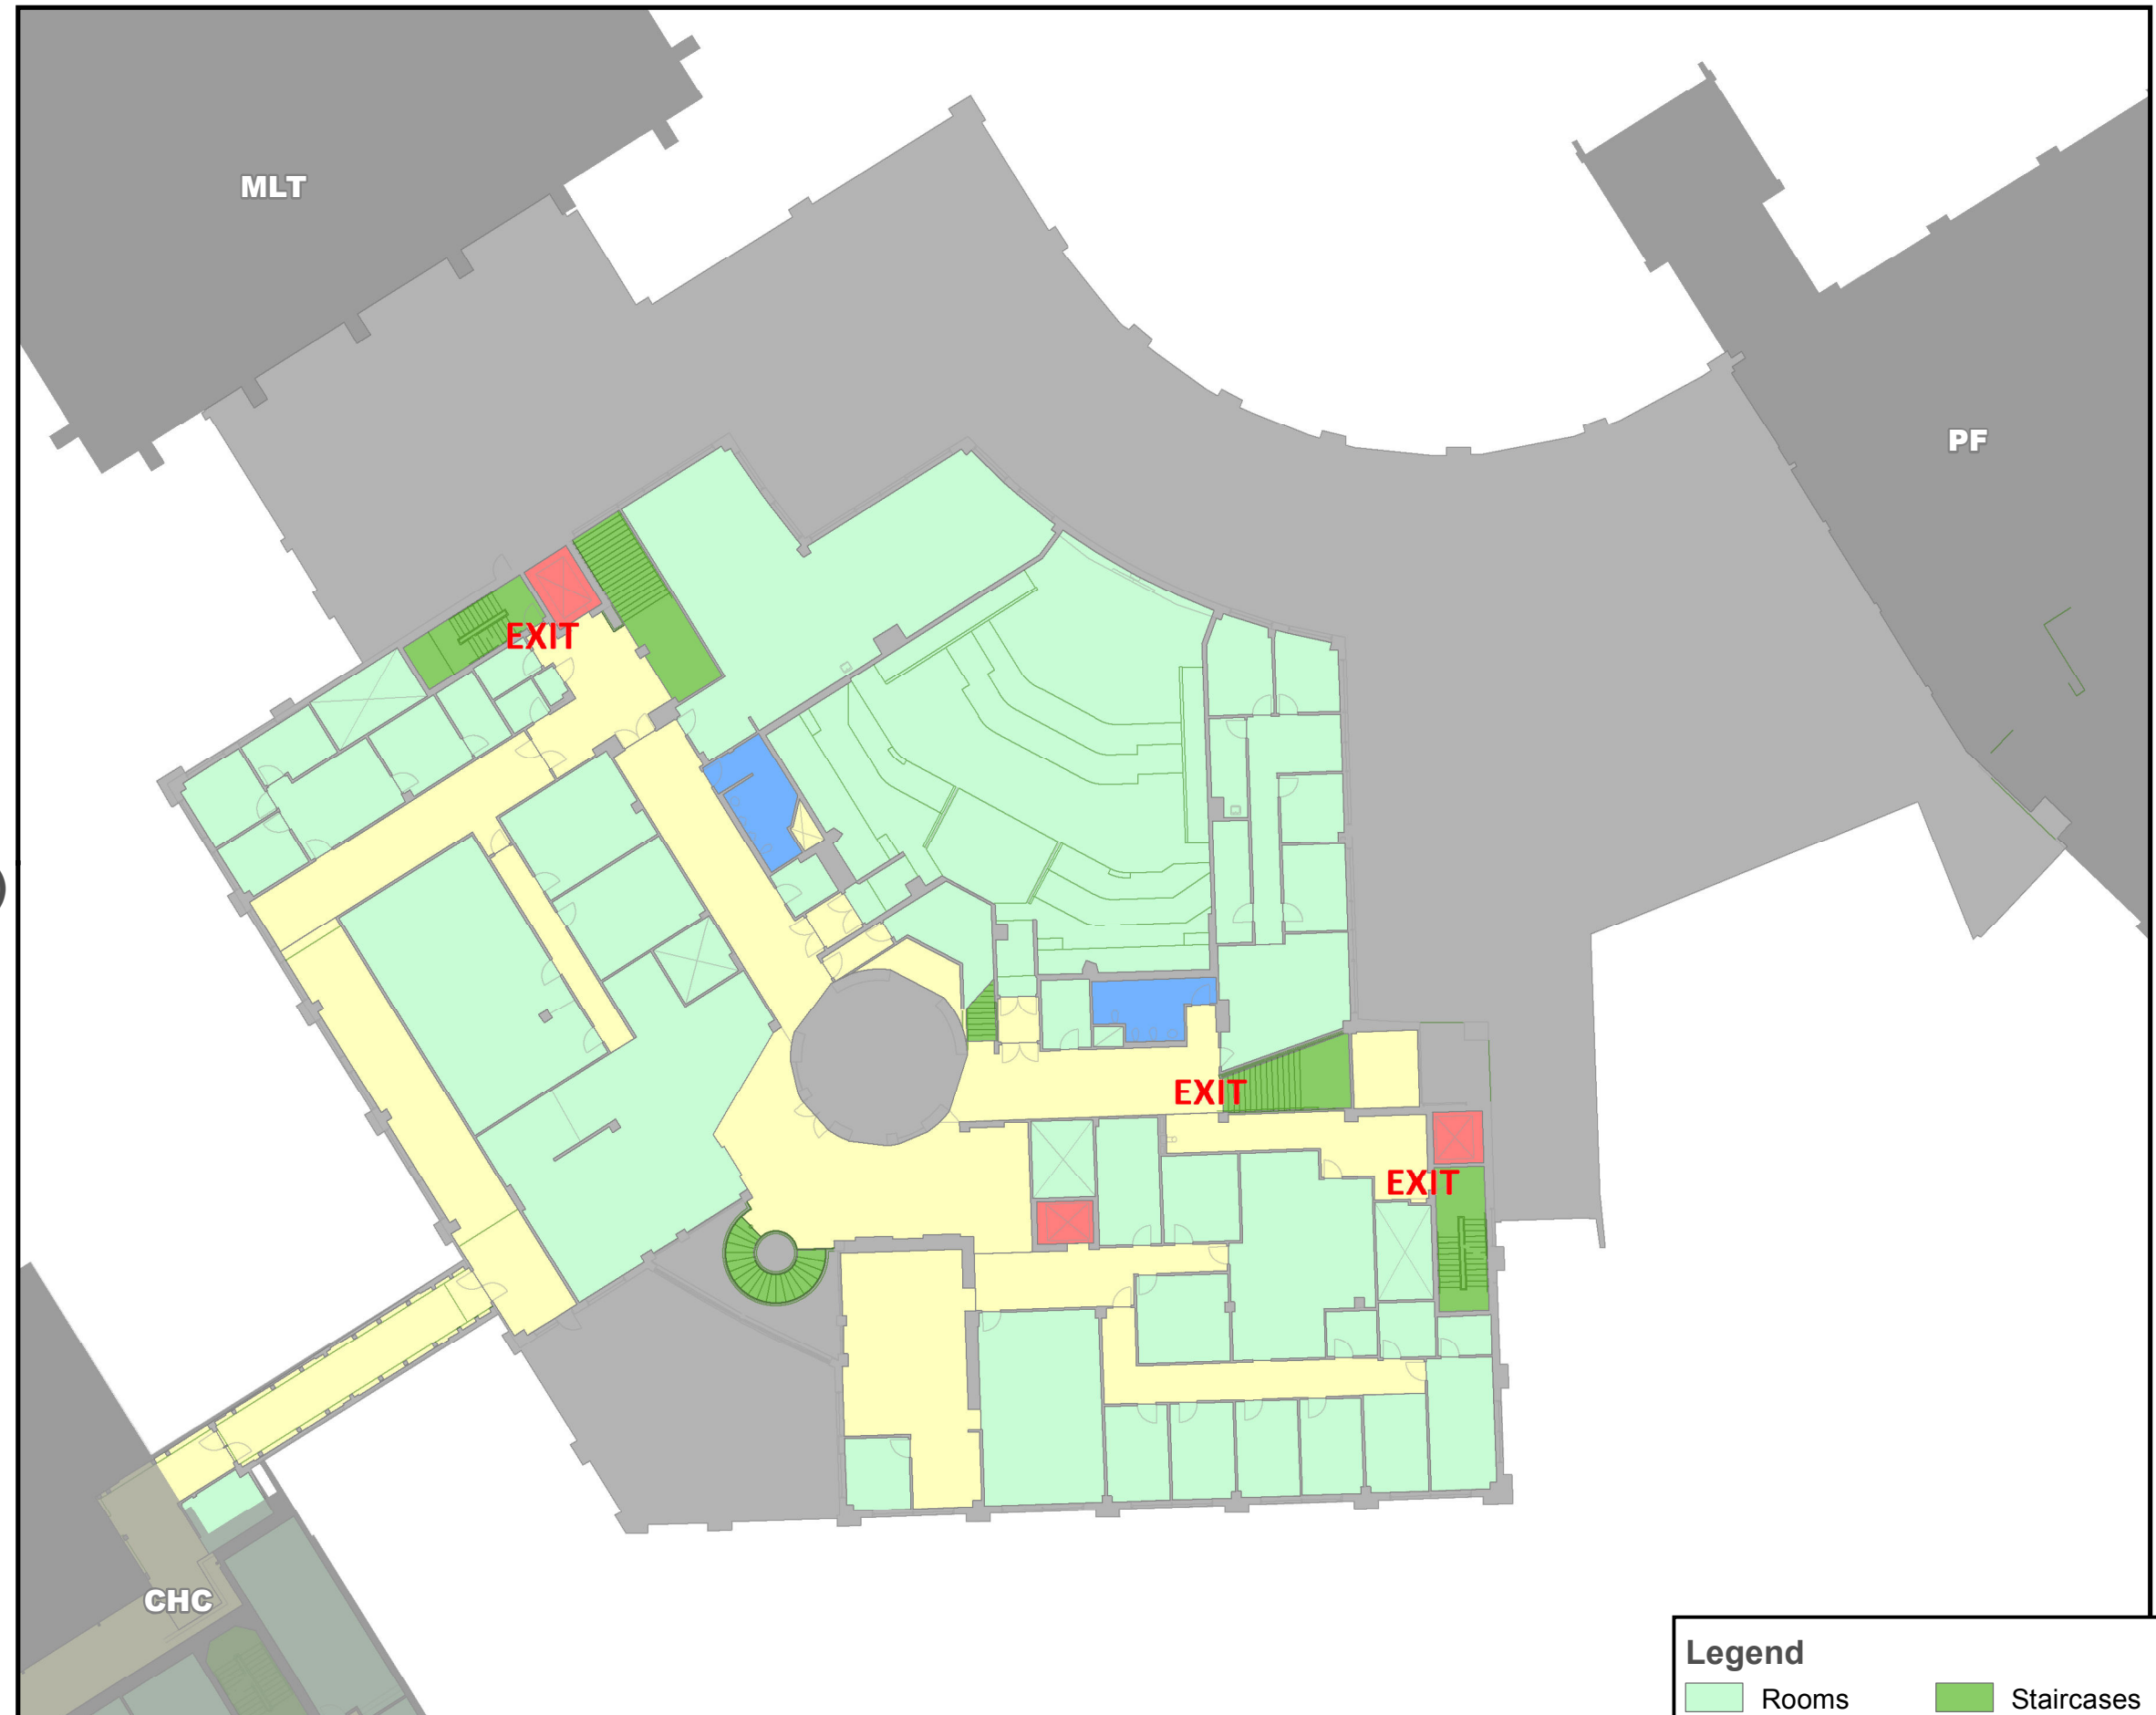 MLT
PF
EXIT
EXIT
EXIT
CHC
Legend
Rooms
Staircases